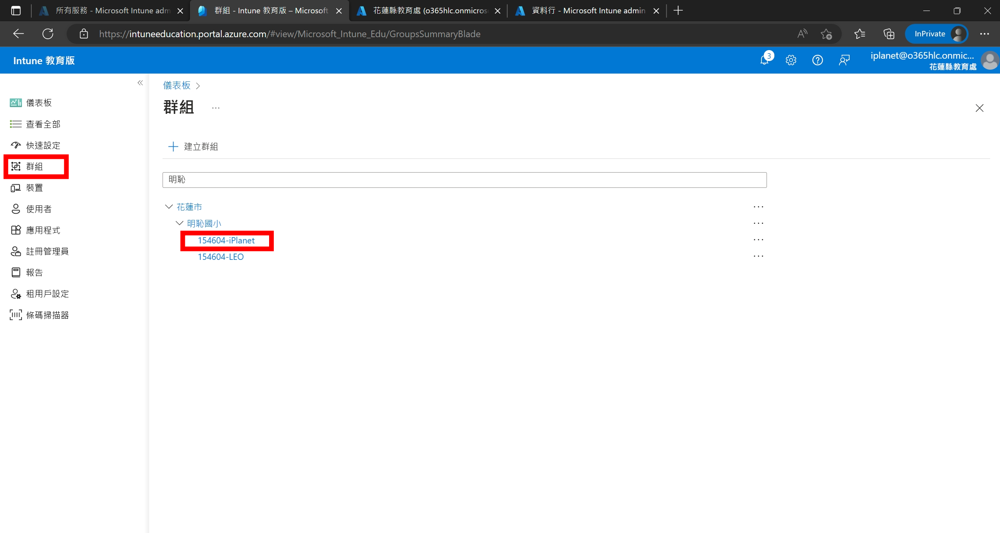 所有服務 - Microsoft Intune adm
群組 - Intune 教育版 – Microsoft
花蓮縣教育處 (o365hlc.onmicros
資料行 - Microsoft Intune admin
https://intuneeducation.portal.azure.com/#view/Microsoft_Intune_Edu/GroupsSummaryBlade
InPrivate
Intune 教育版
3
iplanet@o365hlc.onmic...
花蓮縣教育處
儀表板
查看全部
快速設定
群組
裝置
使用者
應用程式
註冊管理員
報告
租用戶設定
條碼掃描器
儀表板 >
群組 ...
建立群組
明恥
花蓮市
明恥國小
154604-iPlanet
154604-LEO